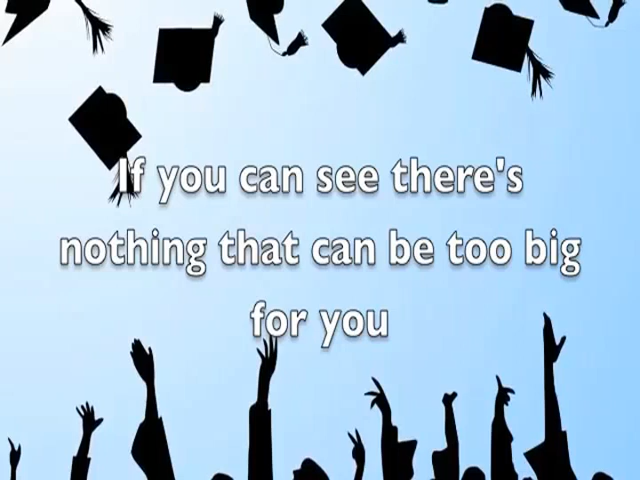 If you can see there's
nothing that can be too big
for you